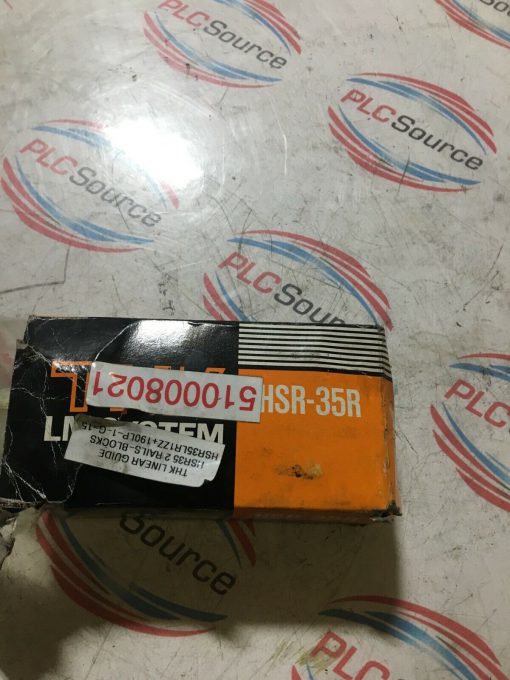 PLCSource
PLCSource
PLCSource
PLCSource
510008021
HSR-35R
LM SYSTEM
THK LINEAR GUIDE
HSR35 2 RAILS-BLOCKS
HSR35LR1ZZ+190LP-1-G-15
Source
PLCSource
PLC